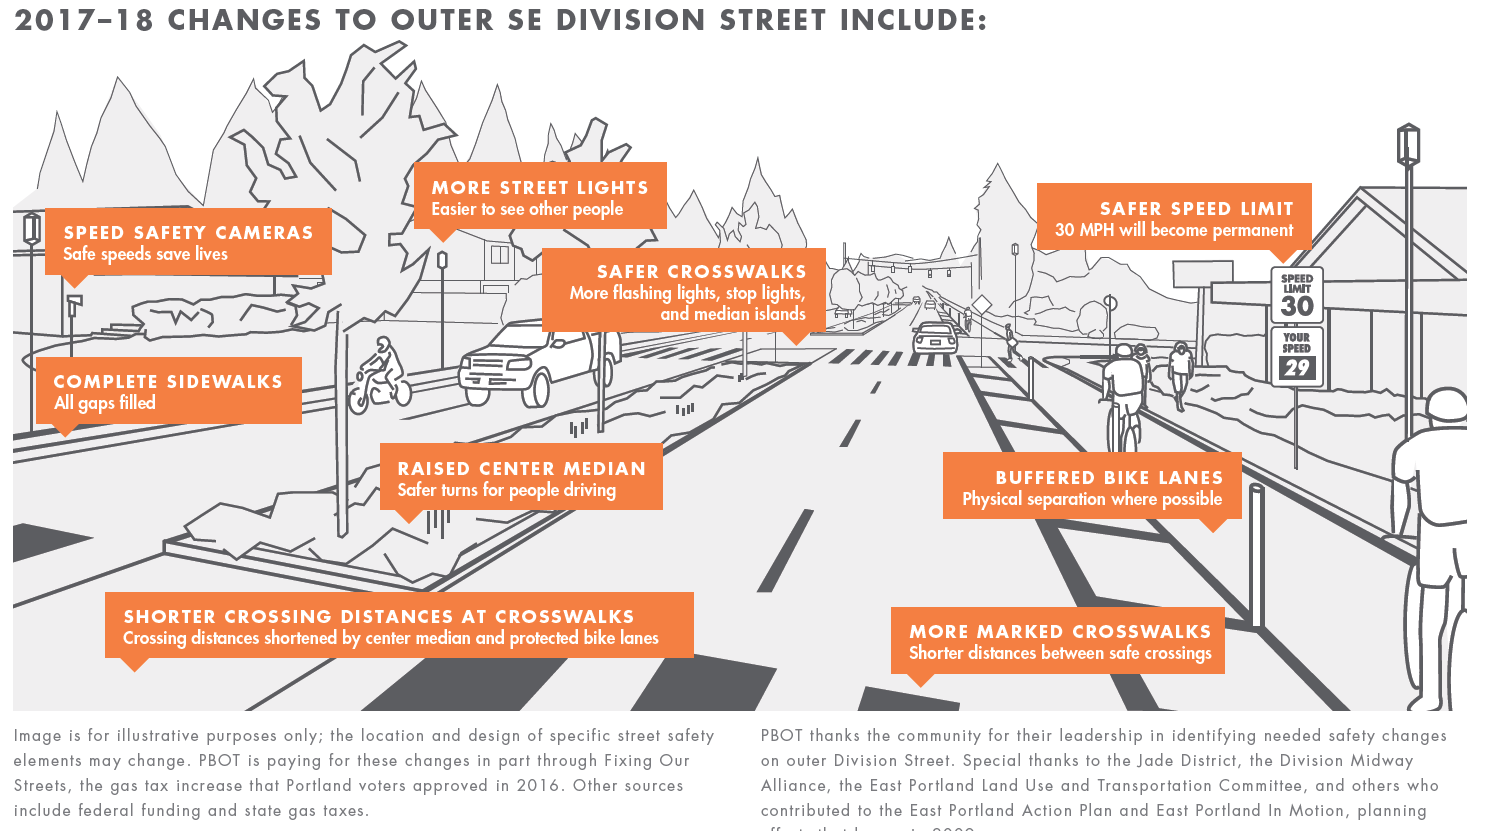 2017–18 CHANGES TO OUTER SE DIVISION STREET INCLUDE:
MORE STREET LIGHTS
Easier to see other people
SAFER SPEED LIMIT
30 MPH will become permanent
SPEED SAFETY CAMERAS
Safe speeds save lives
SAFER CROSSWALKS
More flashing lights, stop lights,
and median islands
SPEED
LIMIT
30
YOUR
SPEED
29
COMPLETE SIDEWALKS
All gaps filled
RAISED CENTER MEDIAN
Safer turns for people driving
BUFFERED BIKE LANES
Physical separation where possible
SHORTER CROSSING DISTANCES AT CROSSWALKS
Crossing distances shortened by center median and protected bike lanes
MORE MARKED CROSSWALKS
Shorter distances between safe crossings
Image is for illustrative purposes only; the location and design of specific street safety
elements may change. PBOT is paying for these changes in part through Fixing Our
Streets, the gas tax increase that Portland voters approved in 2016. Other sources
include federal funding and state gas taxes.
PBOT thanks the community for their leadership in identifying needed safety changes
on outer Division Street. Special thanks to the Jade District, the Division Midway
Alliance, the East Portland Land Use and Transportation Committee, and others who
contributed to the East Portland Action Plan and East Portland In Motion, planning